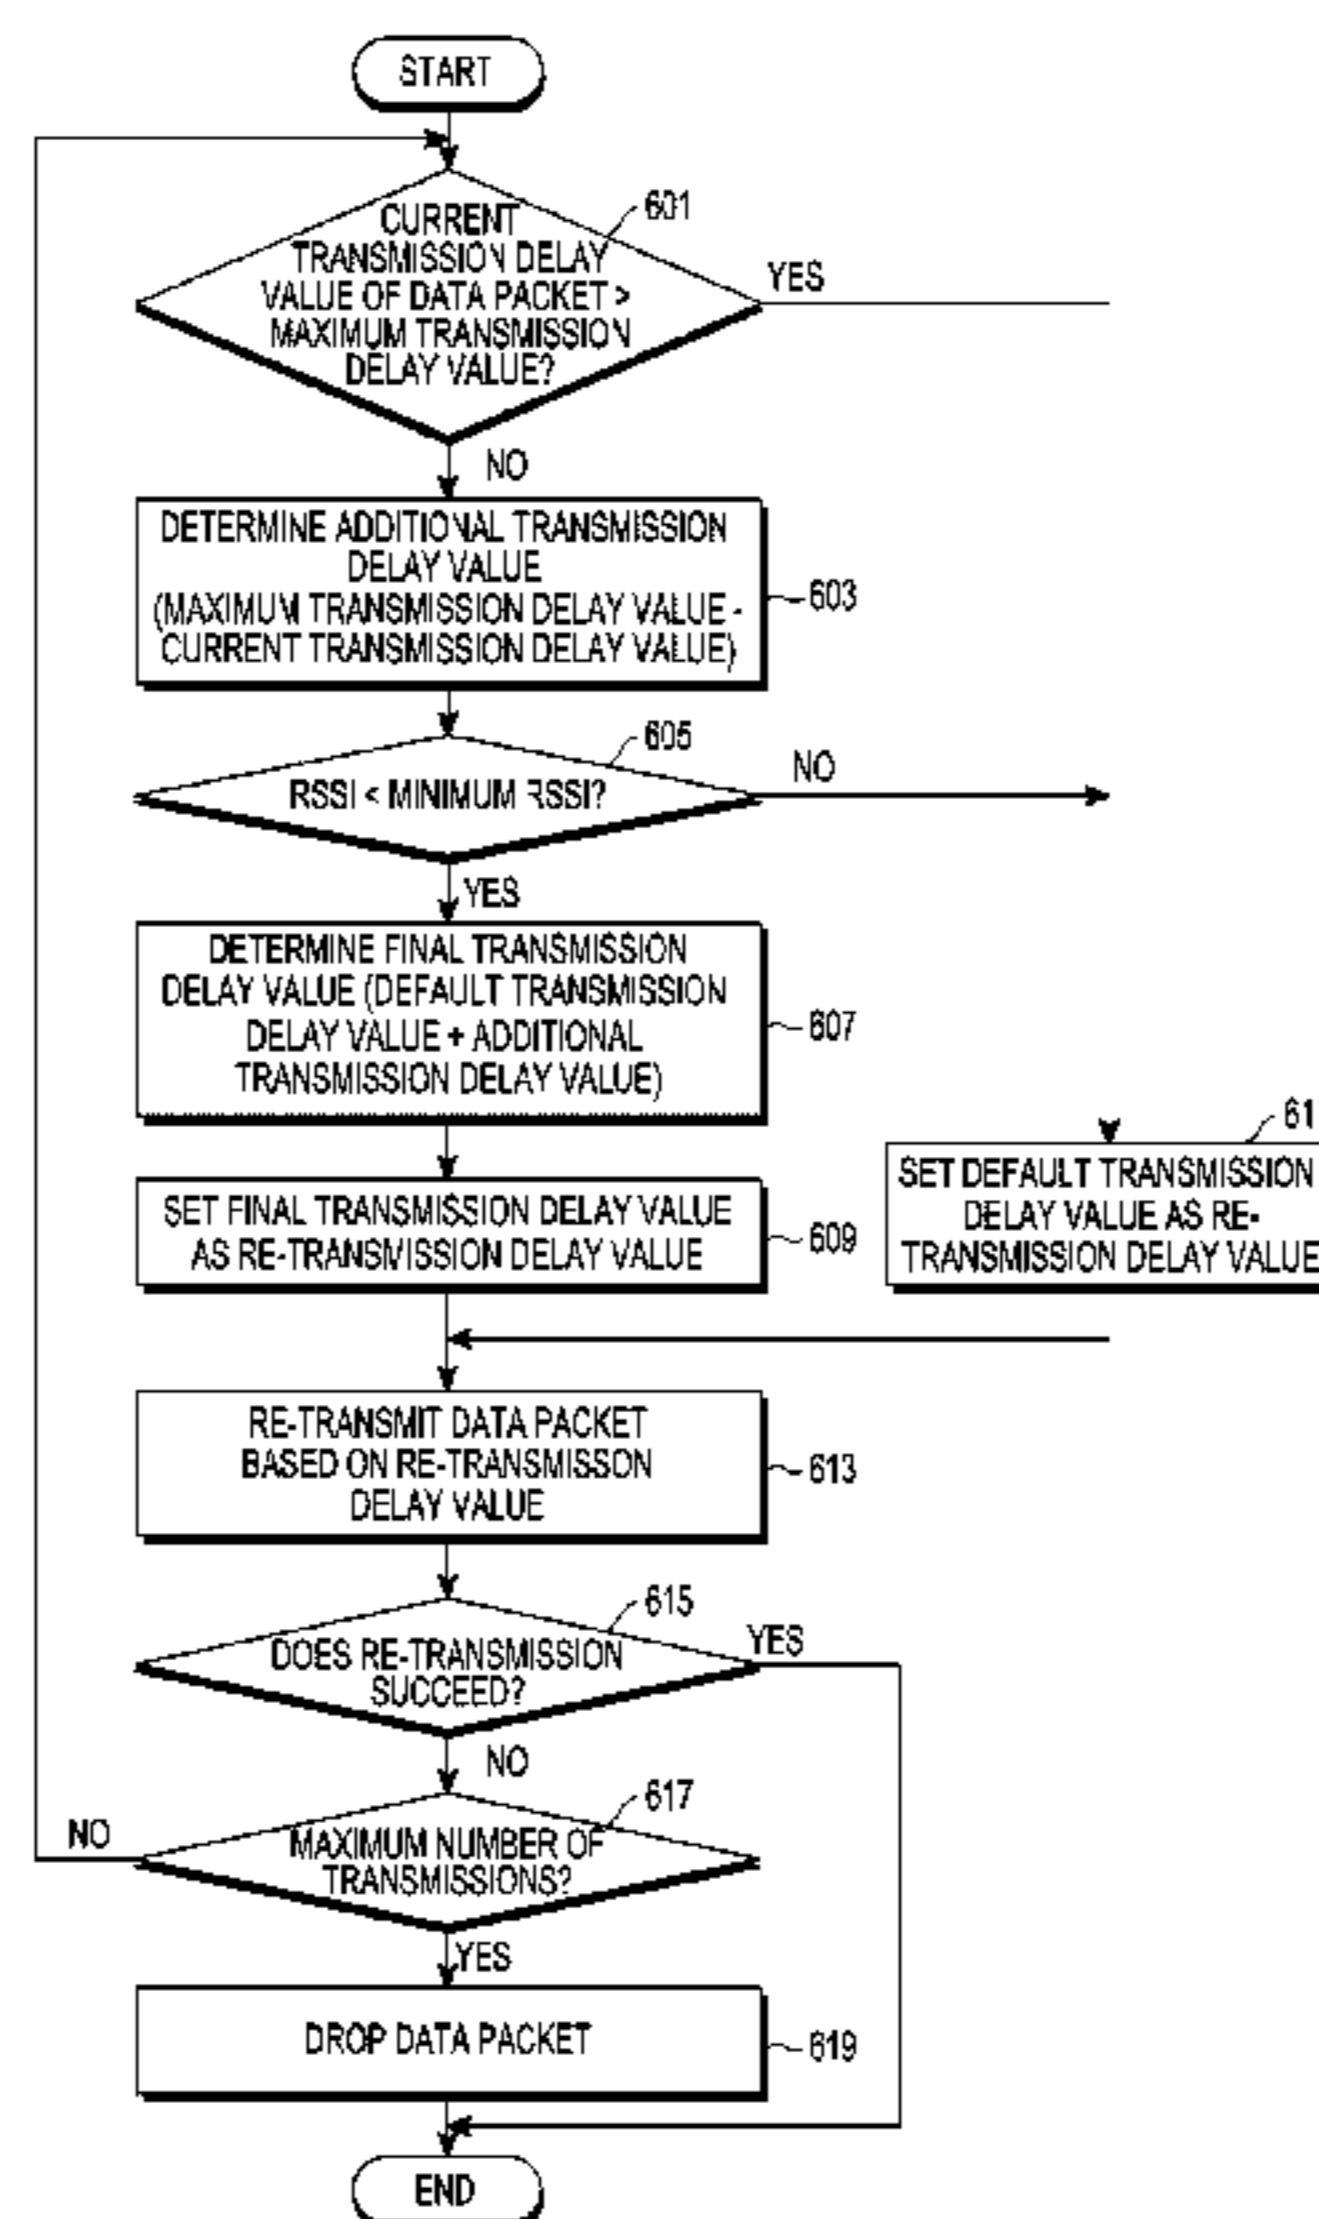 START
601
CURRENT
TRANSMISSION DELAY
VALUE OF DATA PACKET >
MAXIMUM TRANSMISSION
DELAY VALUE?
YES
NO
DETERMINE ADDITIONAL TRANSMISSION
DELAY VALUE
(MAXIMUM TRANSMISSION DELAY VALUE -
CURRENT TRANSMISSION DELAY VALUE)
603
605
RSSI < MINIMUM RSSI?
NO
YES
DETERMINE FINAL TRANSMISSION
DELAY VALUE (DEFAULT TRANSMISSION
DELAY VALUE + ADDITIONAL
TRANSMISSION DELAY VALUE)
607
61
SET DEFAULT TRANSMISSION
DELAY VALUE AS RE-
TRANSMISSION DELAY VALUE
SET FINAL TRANSMISSION DELAY VALUE
AS RE-TRANSMISSION DELAY VALUE
609
RE-TRANSMIT DATA PACKET
BASED ON RE-TRANSMISSON
DELAY VALUE
613
615
DOES RE-TRANSMISSION
SUCCEED?
YES
NO
617
MAXIMUM NUMBER OF
TRANSMISSIONS?
NO
YES
DROP DATA PACKET
619
END